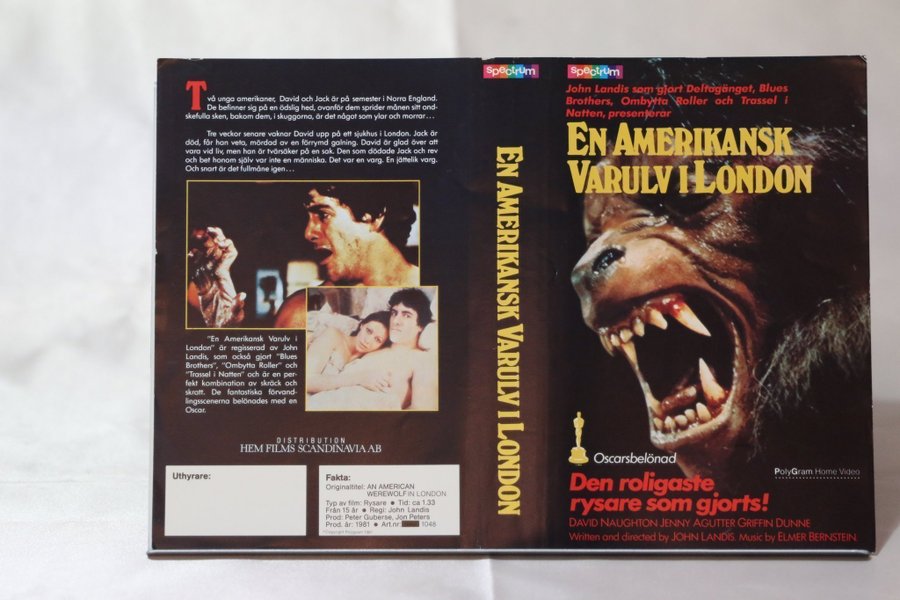 Två unga amerikaner, David och Jack är på semester i Norra England.
De befinner sig på en ödslig hed, ovanför dem sprider månen sitt ond-
skefulla sken, bakom dem, i skuggorna, är det något som ylar och morrar...
Tre veckor senare vaknar David upp på ett sjukhus i London. Jack är
död, får han veta, mördad av en förrymd galning. David är glad över att
vara vid liv, men han är tvärsäker på en sak. Den som dödade Jack och rev
och bet honom själv var inte en människa. Det var en varg. En jättelik varg.
Och snart är det fullmåne igen...
"En Amerikansk Varulv i
London" är regisserad av John
Landis, som också gjort "Blues
Brothers", "Ombytta Roller" och
"Trassel i Natten" och är en per-
fekt kombination av skräck och
skratt. De fantastiska förvand-
lingsscenerna belönades med en
Oscar.
DISTRIBUTION
HEM FILMS SCANDINAVIA AB
Uthyrare:
Fakta:
Originaltitel: AN AMERICAN
WEREWOLF IN LONDON
Typ av film: Rysare • Tid: ca 1.33
Från 15 år • Regi: John Landis
Prod: Peter Guberse, Jon Peters
Prod. år: 1981 • Art.nr: 1048
spectrum
EN AMERIKANSK VARULV I LONDON
spectrum
John Landis som gjort Deltagänget, Blues
Brothers, Ombytta Roller och Trassel i
Natten, presenterar
EN AMERIKANSK
VARULV I LONDON
Oscarsbelönad
PolyGram Home Video
Den roligaste
rysare som gjorts!
DAVID NAUGHTON JENNY AGUTTER GRIFFIN DUNNE
Written and directed by JOHN LANDIS. Music by ELMER BERNSTEIN.